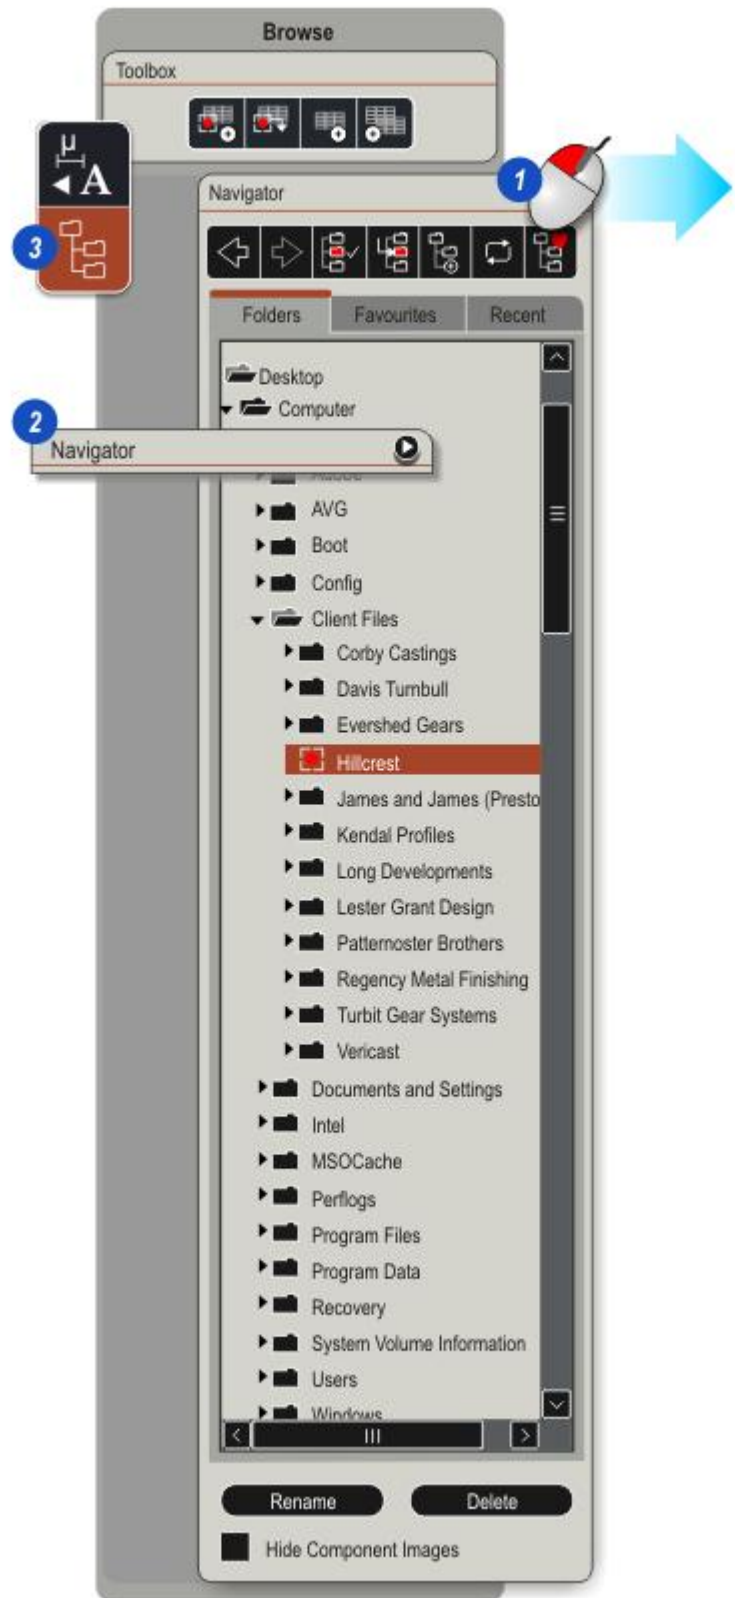 Browse
Toolbox
µ
A
1
Navigator
3
Folders Favourites Recent
Desktop
Computer
2
Navigator
AVG
Boot
Config
Client Files
Corby Castings
Davis Turnbull
Evershed Gears
Hillcrest
James and James (Presto
Kendal Profiles
Long Developments
Lester Grant Design
Patternoster Brothers
Regency Metal Finishing
Turbit Gear Systems
Vericast
Documents and Settings
Intel
MSOCache
Perflogs
Program Files
Program Data
Recovery
System Volume Information
Users
Windows
Rename Delete
Hide Component Images